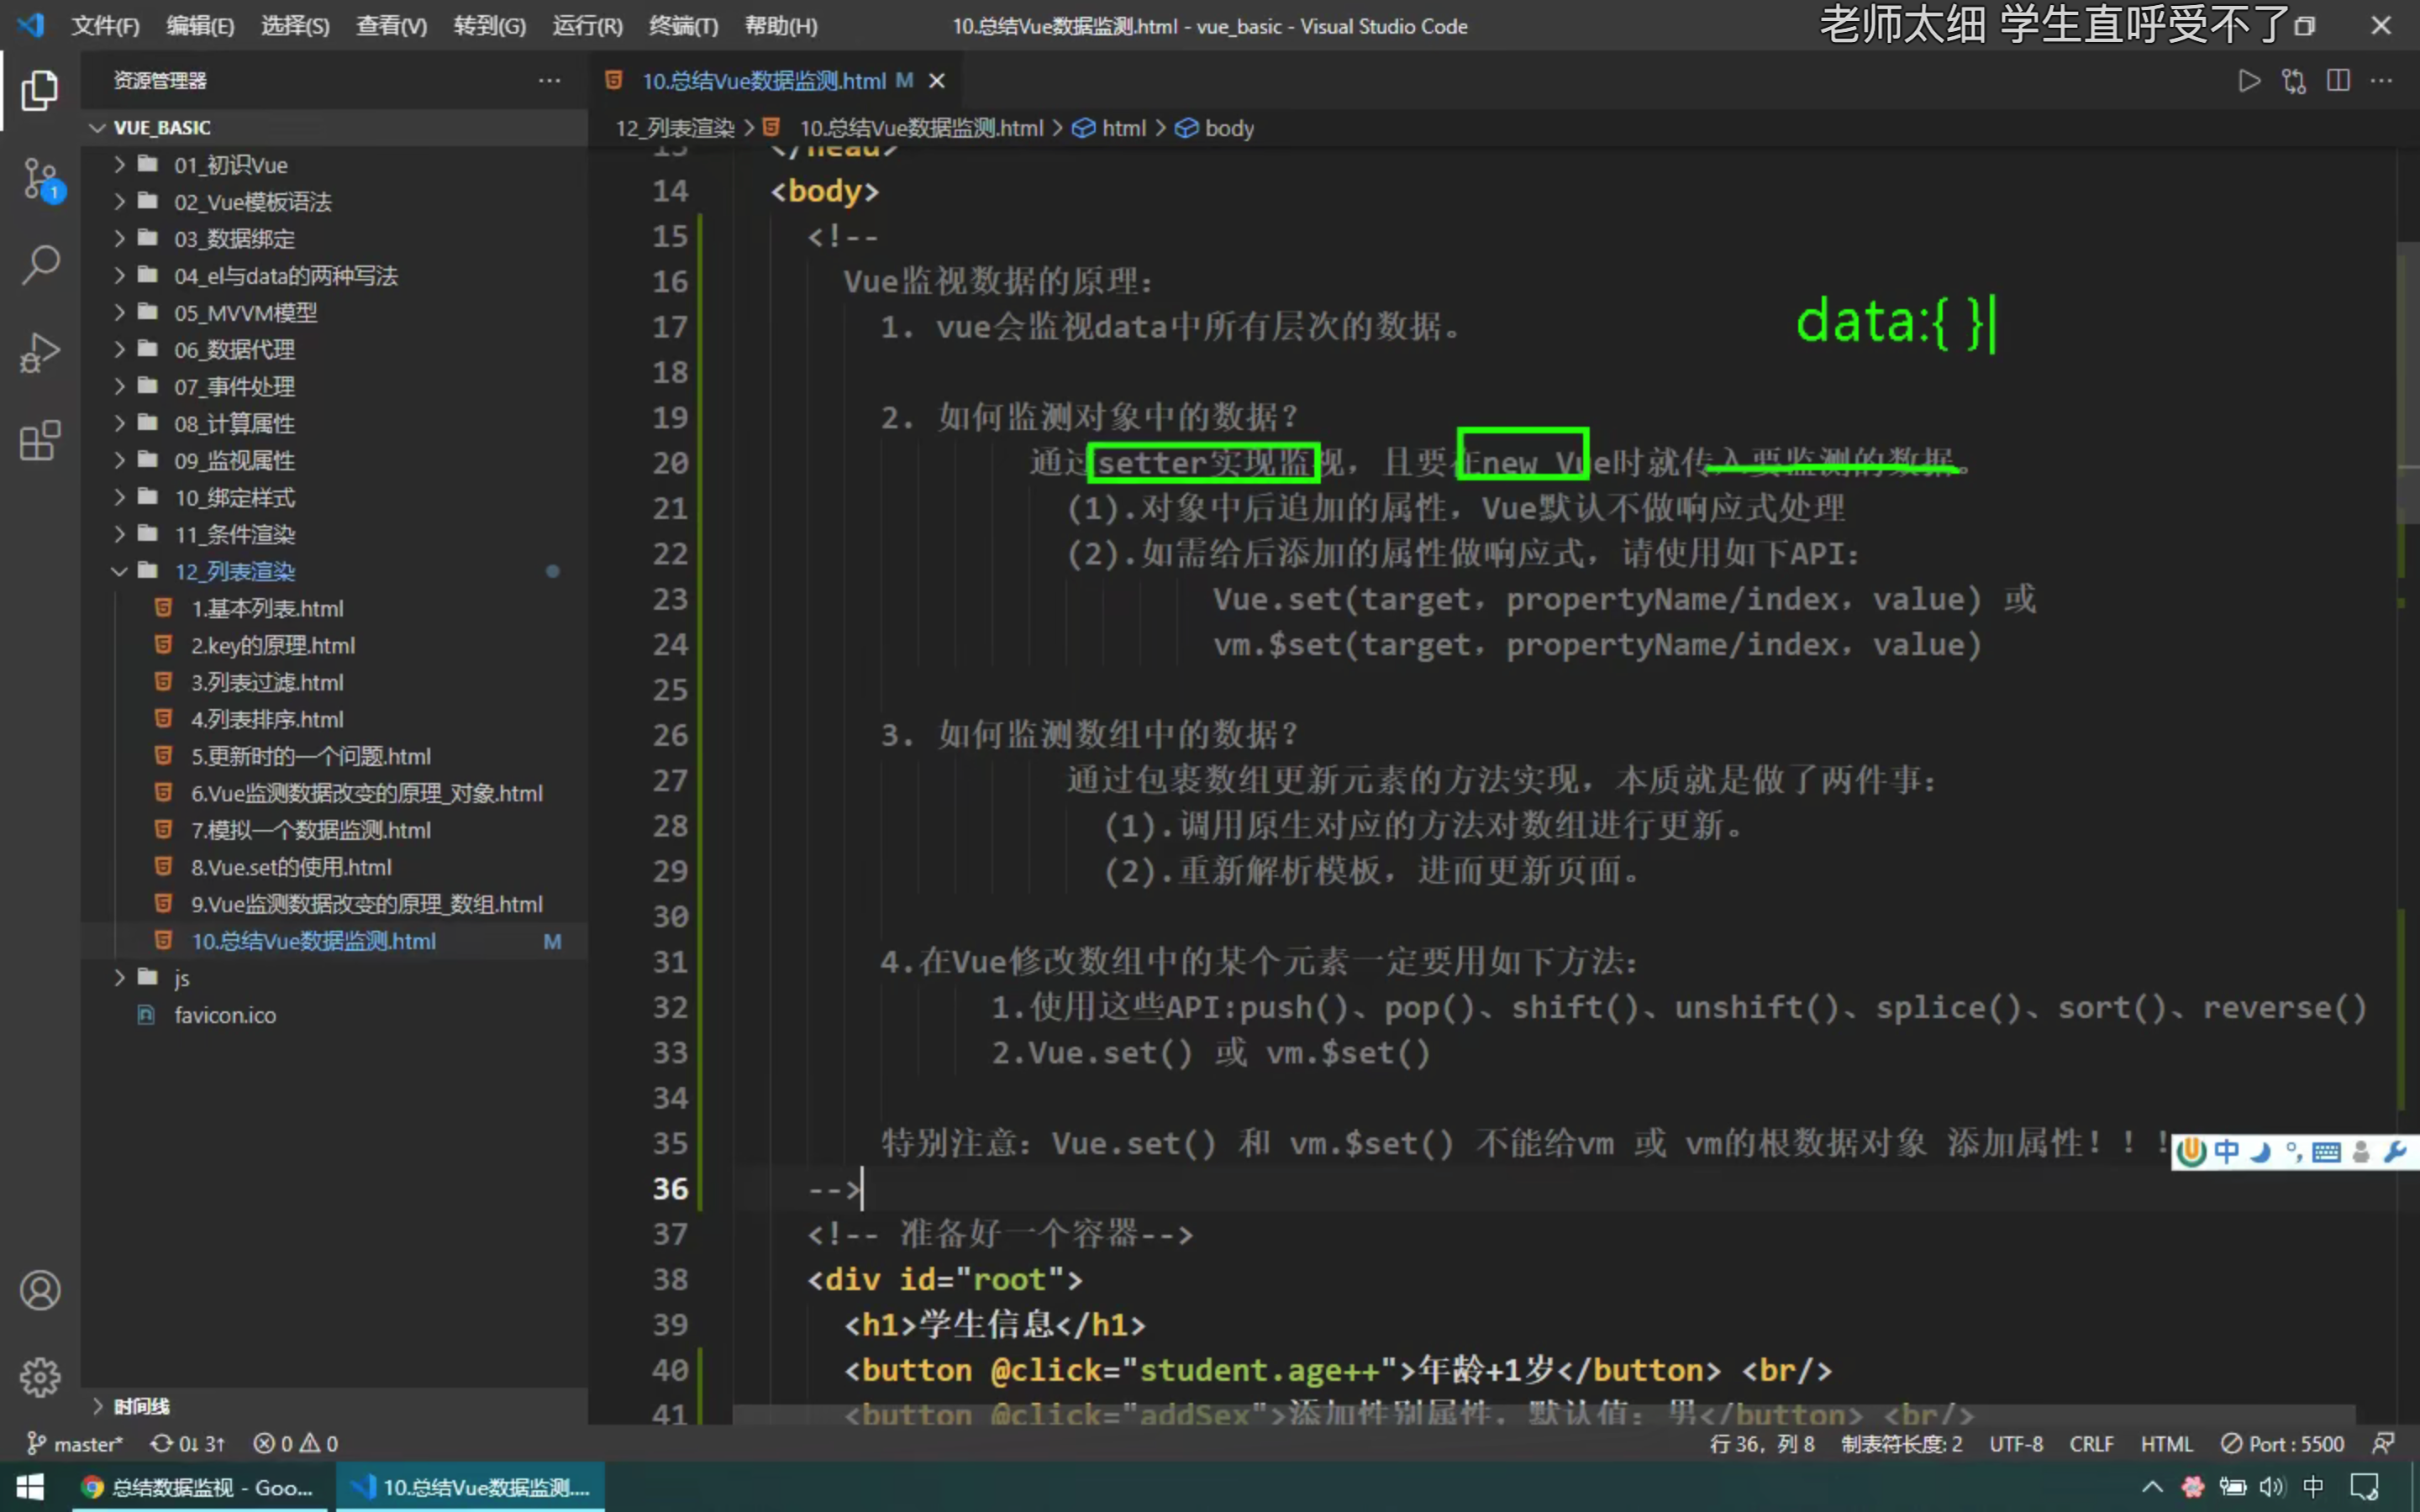 文件(F) 编辑(E) 选择(S) 查看(V) 转到(G) 运行(R) 终端(T) 帮助(H) 10.总结Vue数据监测.html - vue_basic - Visual Studio Code
老师太细 学生直呼受不了
资源管理器
VUE_BASIC
01_初识Vue
02_Vue模板语法
03_数据绑定
04_el与data的两种写法
05_MVVM模型
06_数据代理
07_事件处理
08_计算属性
09_监视属性
10_绑定样式
11_条件渲染
12_列表渲染
1.基本列表.html
2.key的原理.html
3.列表过滤.html
4.列表排序.html
5.更新时的一个问题.html
6.Vue监测数据改变的原理_对象.html
7.模拟一个数据监测.html
8.Vue.set的使用.html
9.Vue监测数据改变的原理_数组.html
10.总结Vue数据监测.html M
js
favicon.ico
时间线
1
10.总结Vue数据监测.html M
12_列表渲染 > 10.总结Vue数据监测.html > html > body
13 </head>
14 <body>
15 <!--
16 Vue监视数据的原理：
17 1. vue会监视data中所有层次的数据。
data:{ }
18
19 2. 如何监测对象中的数据？
20 通过setter实现监视，且要在new Vue时就传入要监测的数据。
21 (1).对象中后追加的属性，Vue默认不做响应式处理
22 (2).如需给后添加的属性做响应式，请使用如下API：
23 Vue.set(target，propertyName/index，value) 或
24 vm.$set(target，propertyName/index，value)
25
26 3. 如何监测数组中的数据？
27 通过包裹数组更新元素的方法实现，本质就是做了两件事：
28 (1).调用原生对应的方法对数组进行更新。
29 (2).重新解析模板，进而更新页面。
30
31 4.在Vue修改数组中的某个元素一定要用如下方法：
32 1.使用这些API:push()、pop()、shift()、unshift()、splice()、sort()、reverse()
33 2.Vue.set() 或 vm.$set()
34
35 特别注意：Vue.set() 和 vm.$set() 不能给vm 或 vm的根数据对象 添加属性！！！
中
36 -->
37 <!-- 准备好一个容器-->
38 <div id="root">
39 <h1>学生信息</h1>
40 <button @click="student.age++">年龄+1岁</button> <br/>
41 <button @click="addSex">添加性别属性，默认值：男</button> <br/>
master* 0↓ 3↑ 0 0 行 36，列 8 制表符长度: 2 UTF-8 CRLF HTML Port : 5500
总结数据监视 - Goo... 10.总结Vue数据监测.... 中